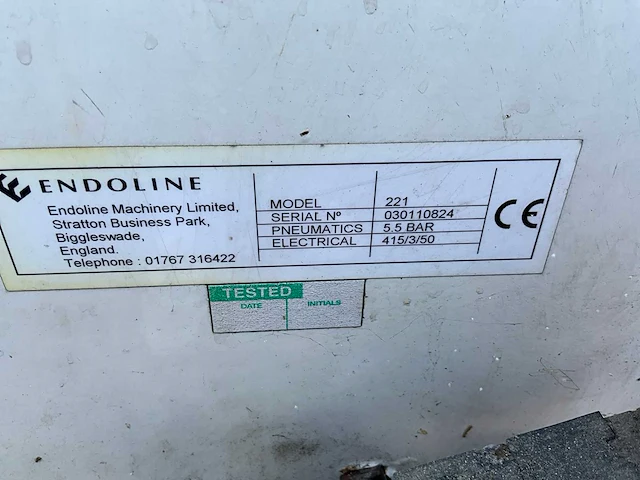 ENDOLINE
Endoline Machinery Limited,
Stratton Business Park,
Biggleswade,
England.
Telephone : 01767 316422
MODEL 221
SERIAL Nº 030110824
PNEUMATICS 5.5 BAR
ELECTRICAL 415/3/50
CE
TESTED
DATE INITIALS